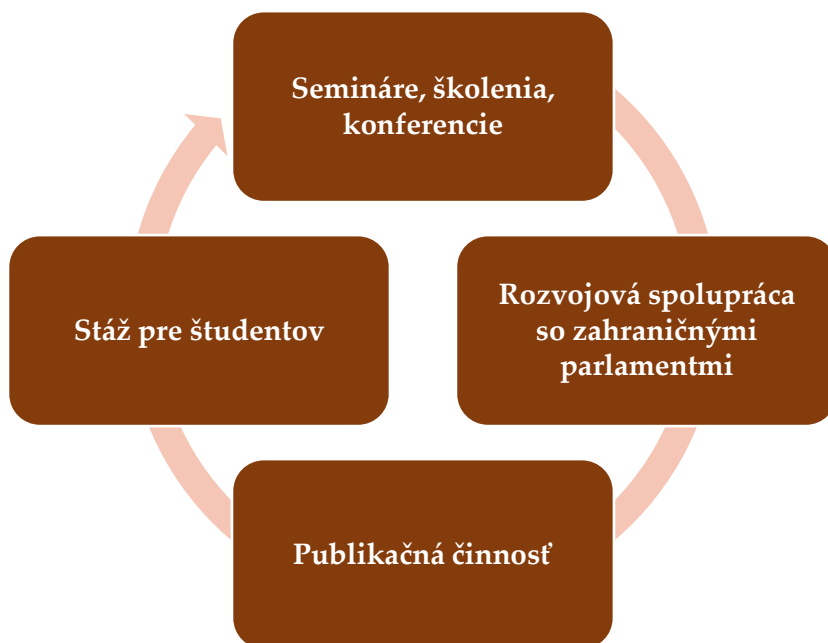 Semináre, školenia,
konferencie
Rozvojová spolupráca
so zahraničnými
parlamentmi
Publikačná činnosť
Stáž pre študentov